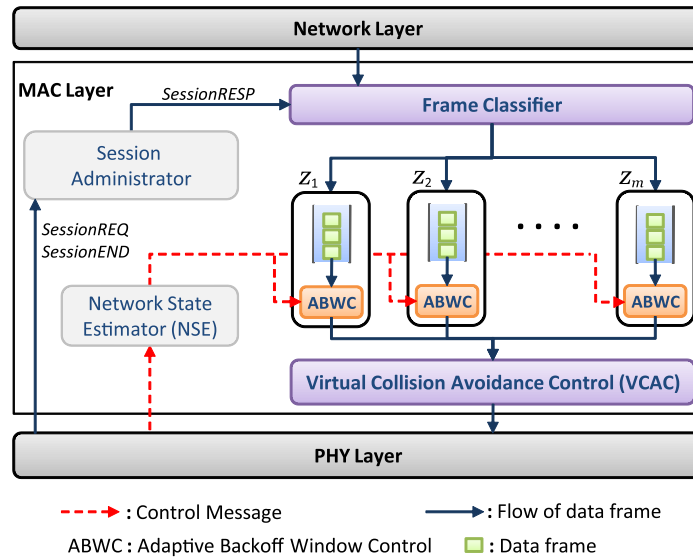 Network Layer
MAC Layer
SessionRESP
Frame Classifier
Session
Administrator
Z1
Z2
Zm
SessionREQ
SessionEND
. . . .
Network State
Estimator (NSE)
ABWC
ABWC
ABWC
Virtual Collision Avoidance Control (VCAC)
PHY Layer
: Control Message
: Flow of data frame
ABWC : Adaptive Backoff Window Control
: Data frame